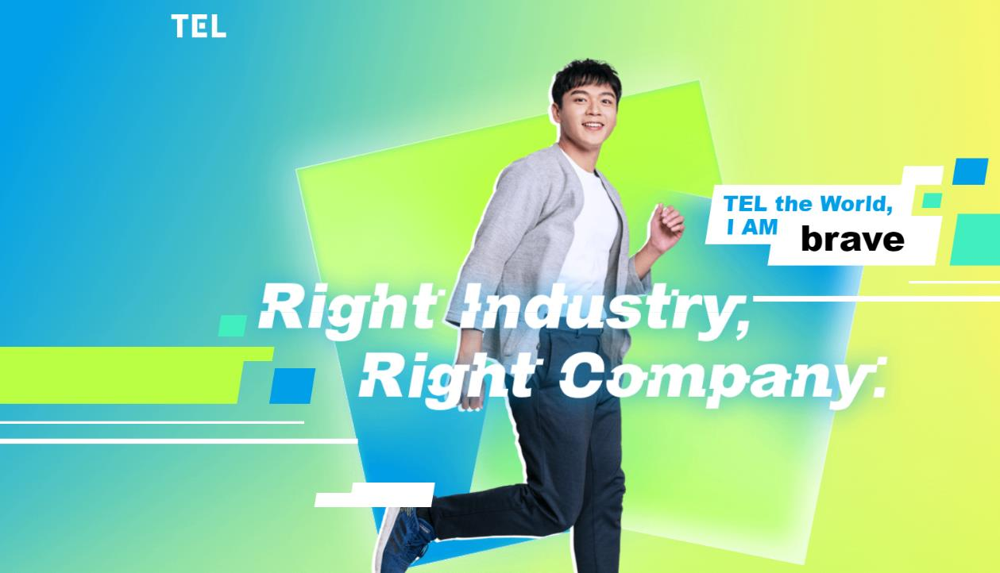 TEL
TEL the World,
I AM brave
Right Industry,
Right Company.